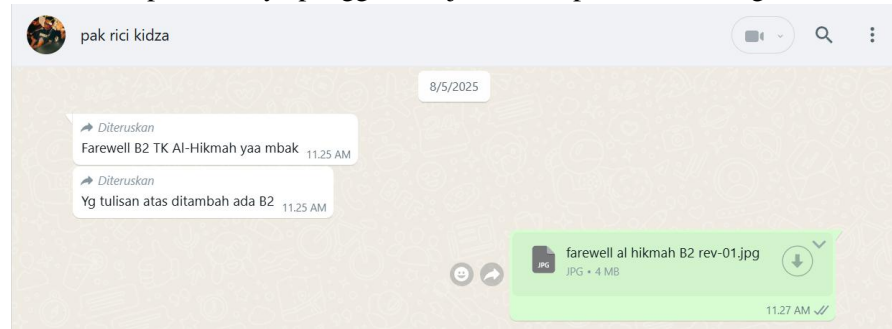 pak rici kidza
8/5/2025
Diteruskan
Farewell B2 TK Al-Hikmah yaa mbak 11.25 AM
Diteruskan
Yg tulisan atas ditambah ada B2 11.25 AM
farewell al hikmah B2 rev-01.jpg
JPG
JPG • 4 MB
11.27 AM